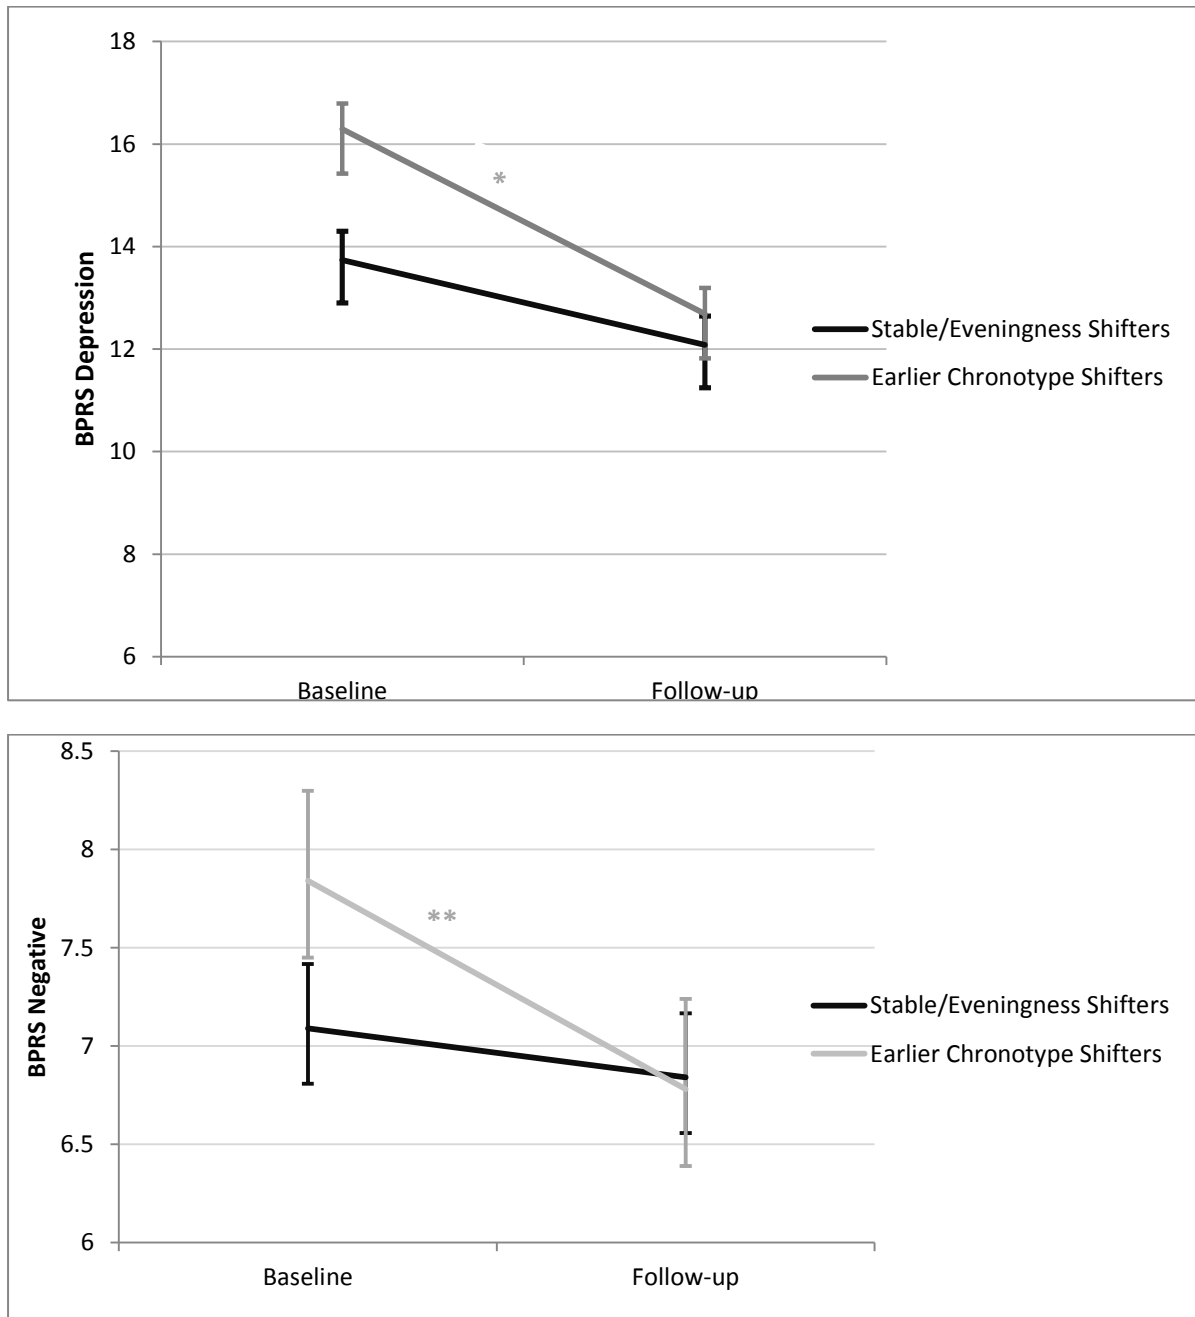 18
16
*
14
BPRS Depression
Stable/Eveningness Shifters
12
Earlier Chronotype Shifters
10
8
6
Baseline Follow-up
8.5
8
**
7.5
BPRS Negative
Stable/Eveningness Shifters
7
Earlier Chronotype Shifters
6.5
6
Baseline Follow-up